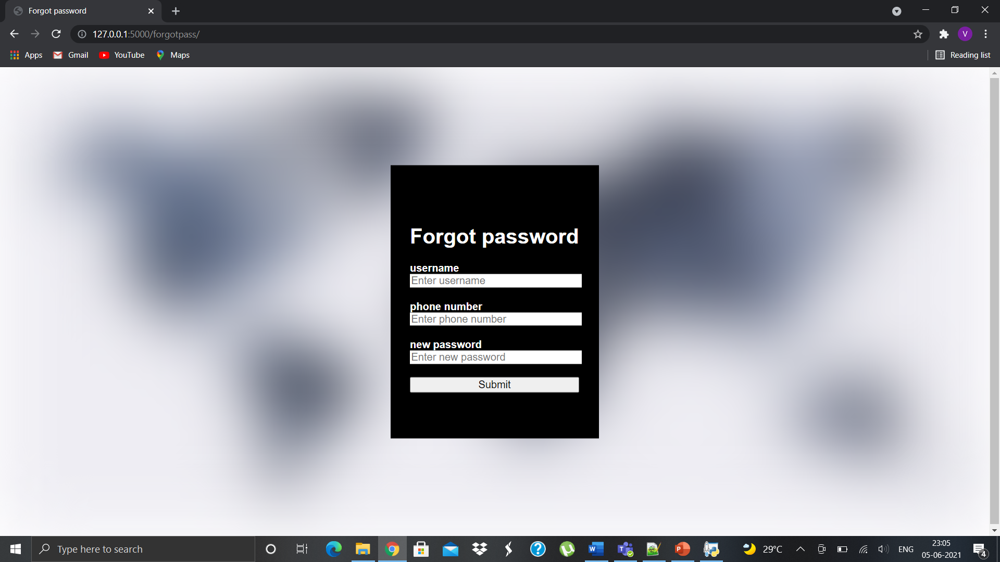 Forgot password
127.0.0.1:5000/forgotpass/
V
Apps
Gmail
YouTube
Maps
Reading list
Forgot password
username
Enter username
phone number
Enter phone number
new password
Enter new password
Submit
Type here to search
29°C
ENG
23:05
05-06-2021
4